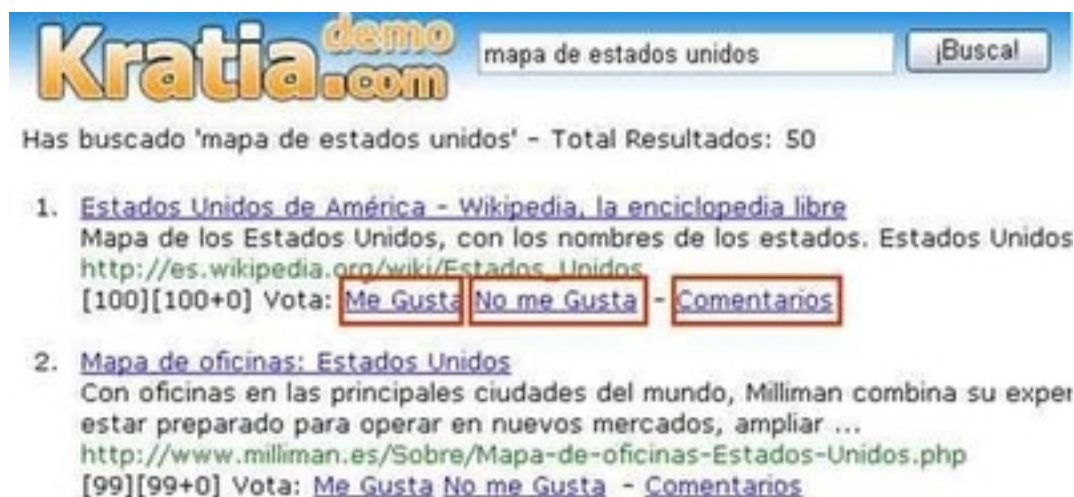 Kratia.com demo
mapa de estados unidos
¡Busca!
Has buscado 'mapa de estados unidos' - Total Resultados: 50
1. Estados Unidos de América - Wikipedia, la enciclopedia libre
Mapa de los Estados Unidos, con los nombres de los estados. Estados Unidos
http://es.wikipedia.org/wiki/Estados_Unidos
[100][100+0] Vota: Me Gusta No me Gusta - Comentarios
2. Mapa de oficinas: Estados Unidos
Con oficinas en las principales ciudades del mundo, Milliman combina su exper
estar preparado para operar en nuevos mercados, ampliar ...
http://www.milliman.es/Sobre/Mapa-de-oficinas-Estados-Unidos.php
[99][99+0] Vota: Me Gusta No me Gusta - Comentarios